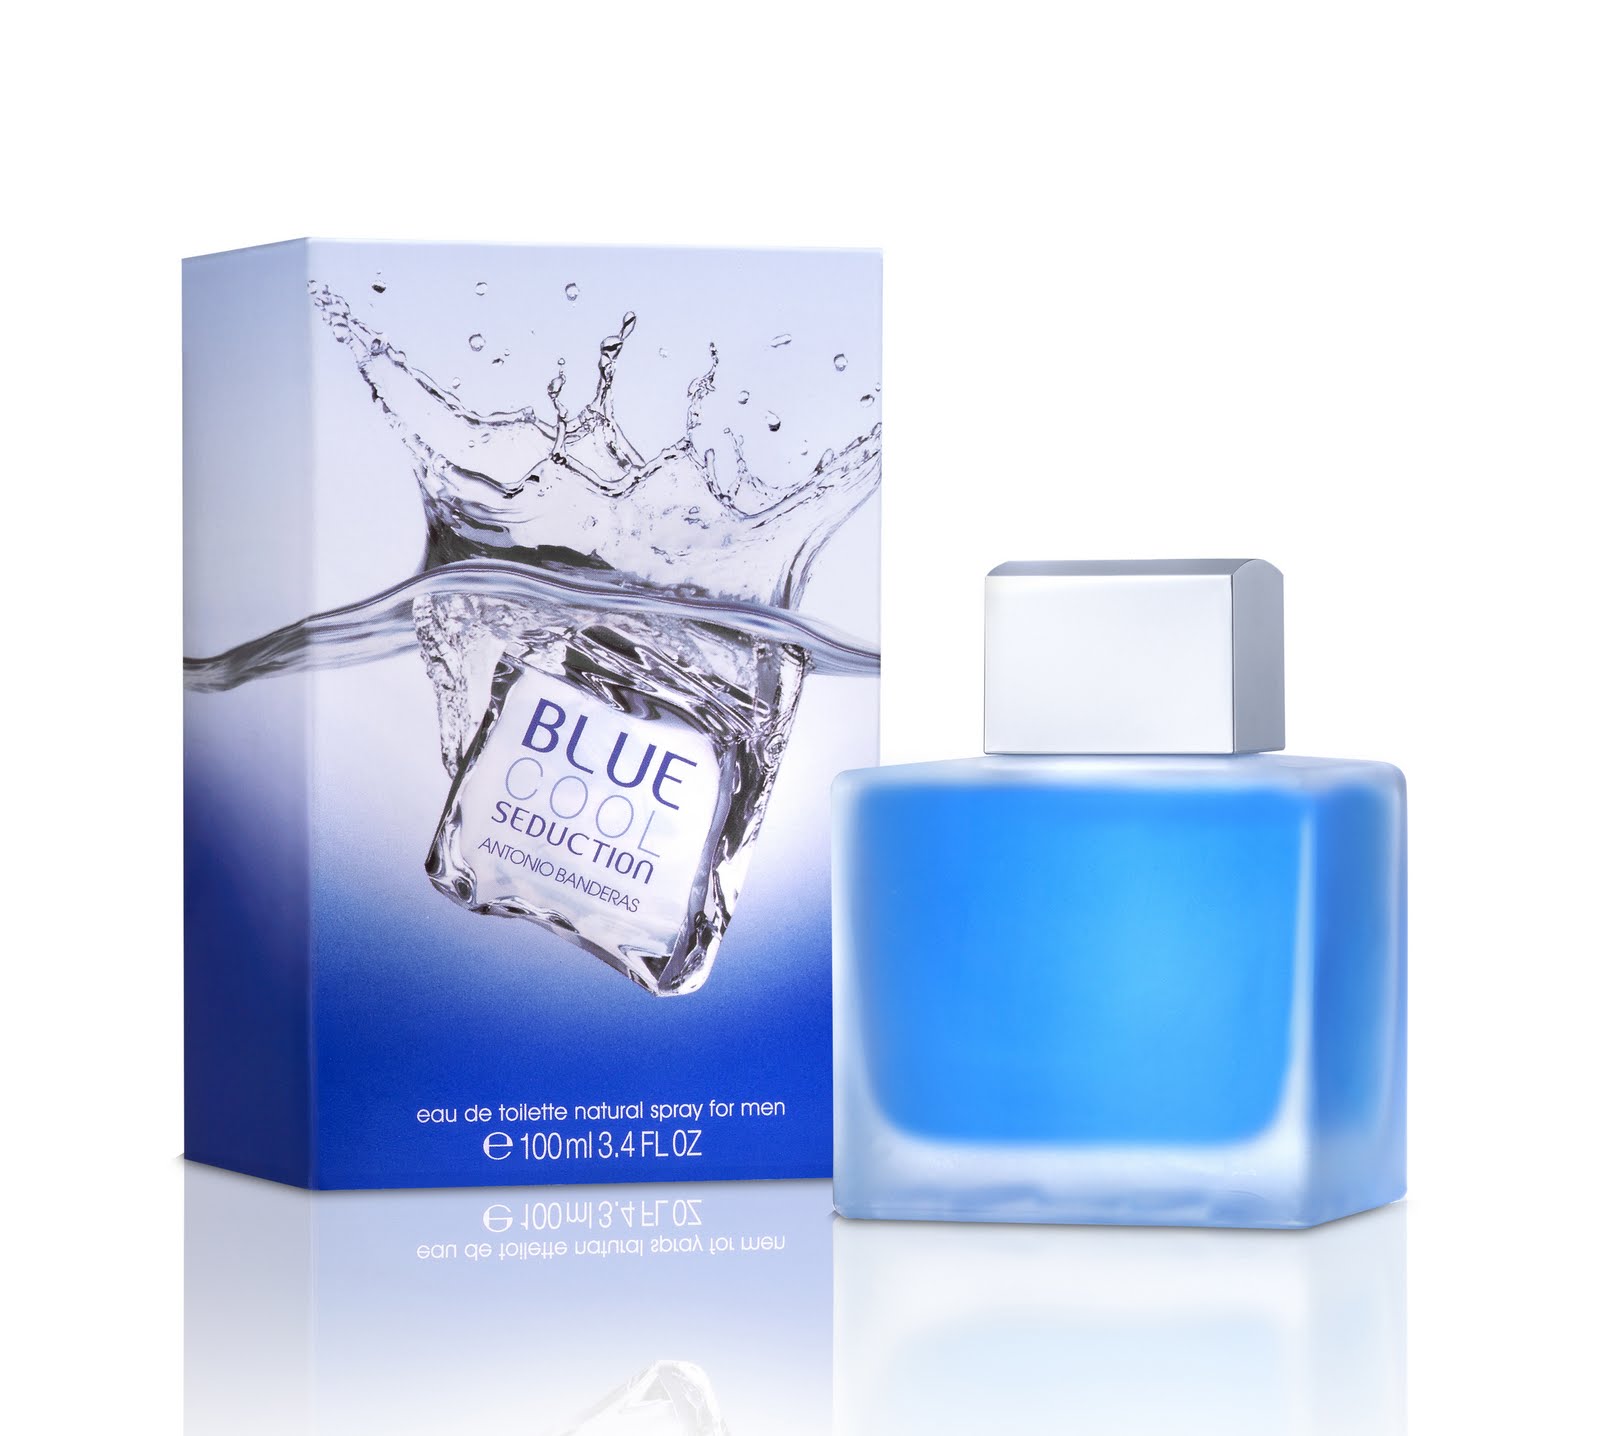 BLUE
COOL
SEDUCTION
ANTONIO BANDERAS
eau de toilette natural spray for men
℮ 100 ml 3.4 FL OZ